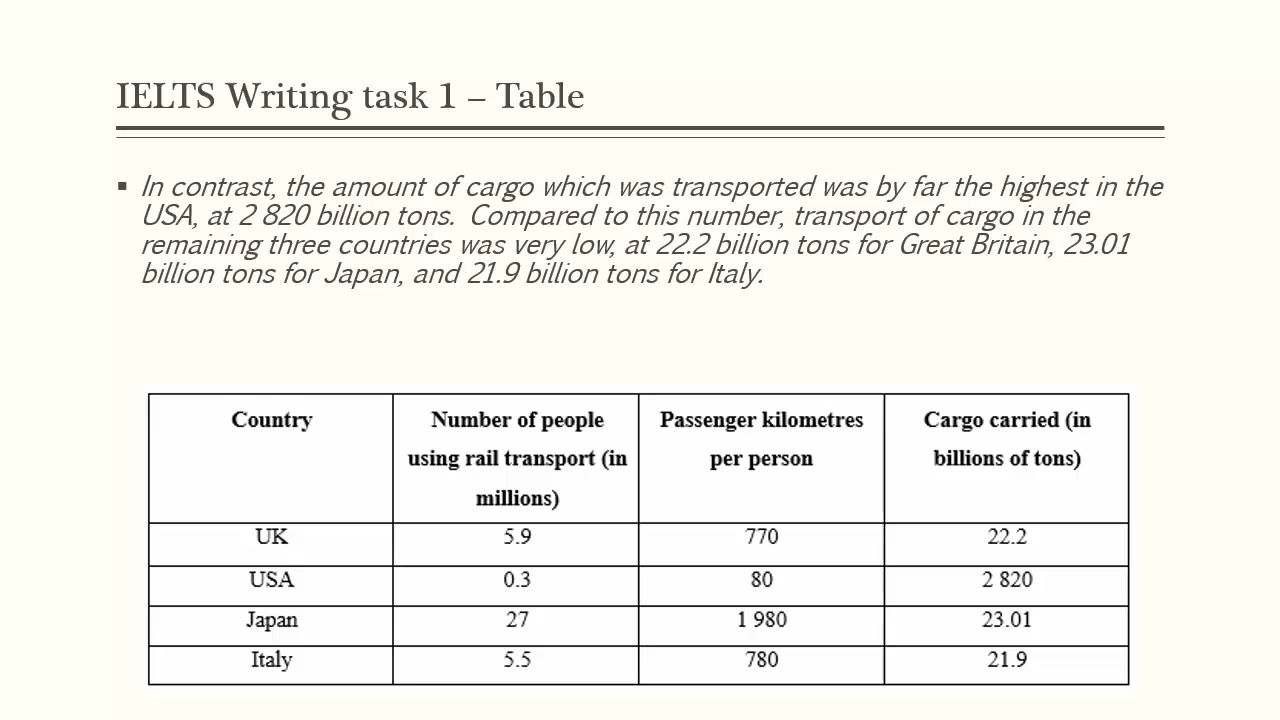 IELTS Writing task 1 – Table
▪ In contrast, the amount of cargo which was transported was by far the highest in the
USA, at 2 820 billion tons.  Compared to this number, transport of cargo in the
remaining three countries was very low, at 22.2 billion tons for Great Britain, 23.01
billion tons for Japan, and 21.9 billion tons for Italy.
Country | Number of people using rail transport (in millions) | Passenger kilometres per person | Cargo carried (in billions of tons)
UK | 5.9 | 770 | 22.2
USA | 0.3 | 80 | 2 820
Japan | 27 | 1 980 | 23.01
Italy | 5.5 | 780 | 21.9